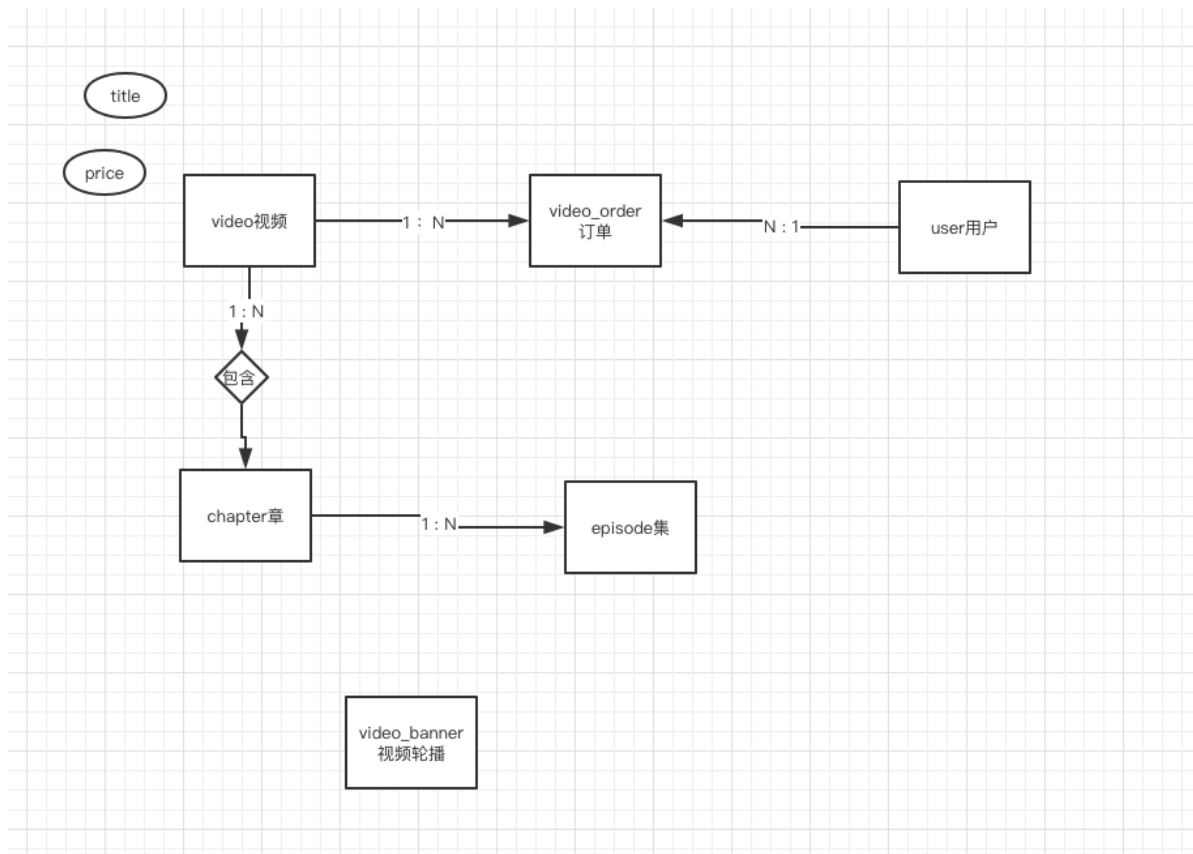 title
price
video视频
1： N
video_order
订单
N : 1
user用户
1 : N
包含
chapter章
1 : N
episode集
video_banner
视频轮播